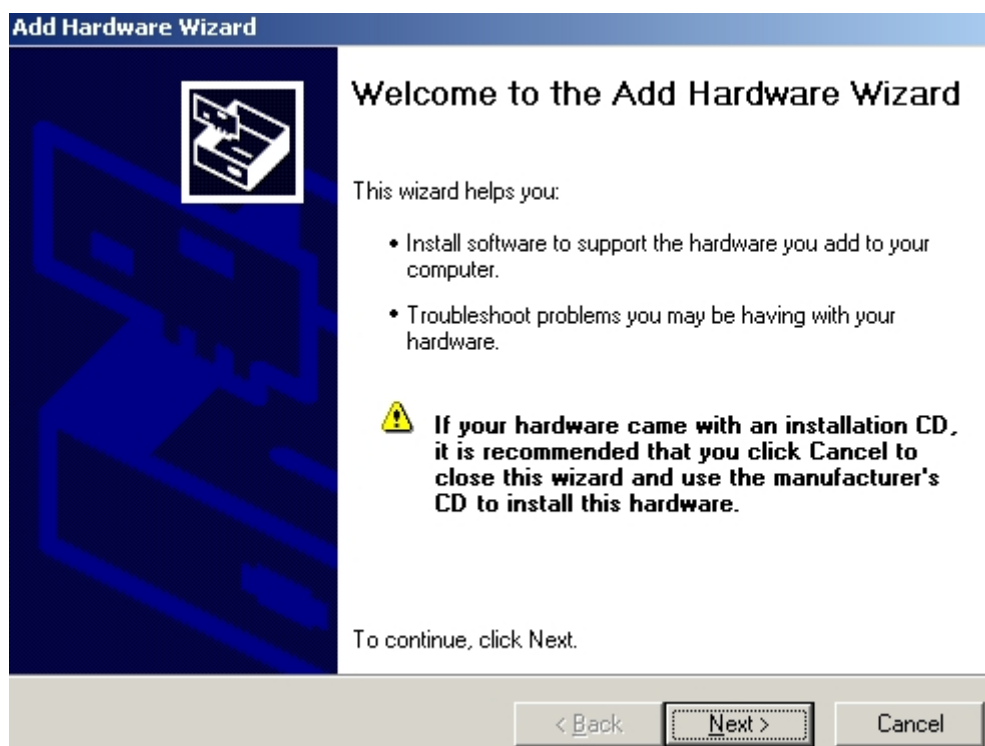 Add Hardware Wizard
Welcome to the Add Hardware Wizard
This wizard helps you:
• Install software to support the hardware you add to your
computer.
• Troubleshoot problems you may be having with your
hardware.
If your hardware came with an installation CD,
it is recommended that you click Cancel to
close this wizard and use the manufacturer's
CD to install this hardware.
To continue, click Next.
< Back Next > Cancel